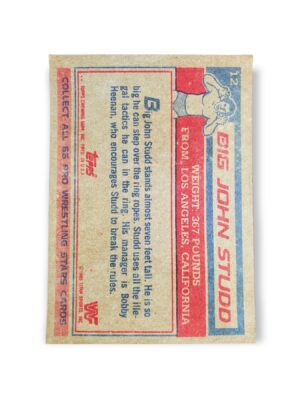 12
BIG JOHN STUDD
WEIGHT 367 POUNDS
FROM, LOS ANGELES, CALIFORNIA
Big John Studd stands almost seven feet tall. He is so
big he can step over the ring ropes. Studd uses all the ille-
gal tactics he can in the ring. His manager is Bobby
Heenan, who encourages Studd to break the rules.
Topps
COLLECT ALL 66 PRO WRESTLING STARS CARDS